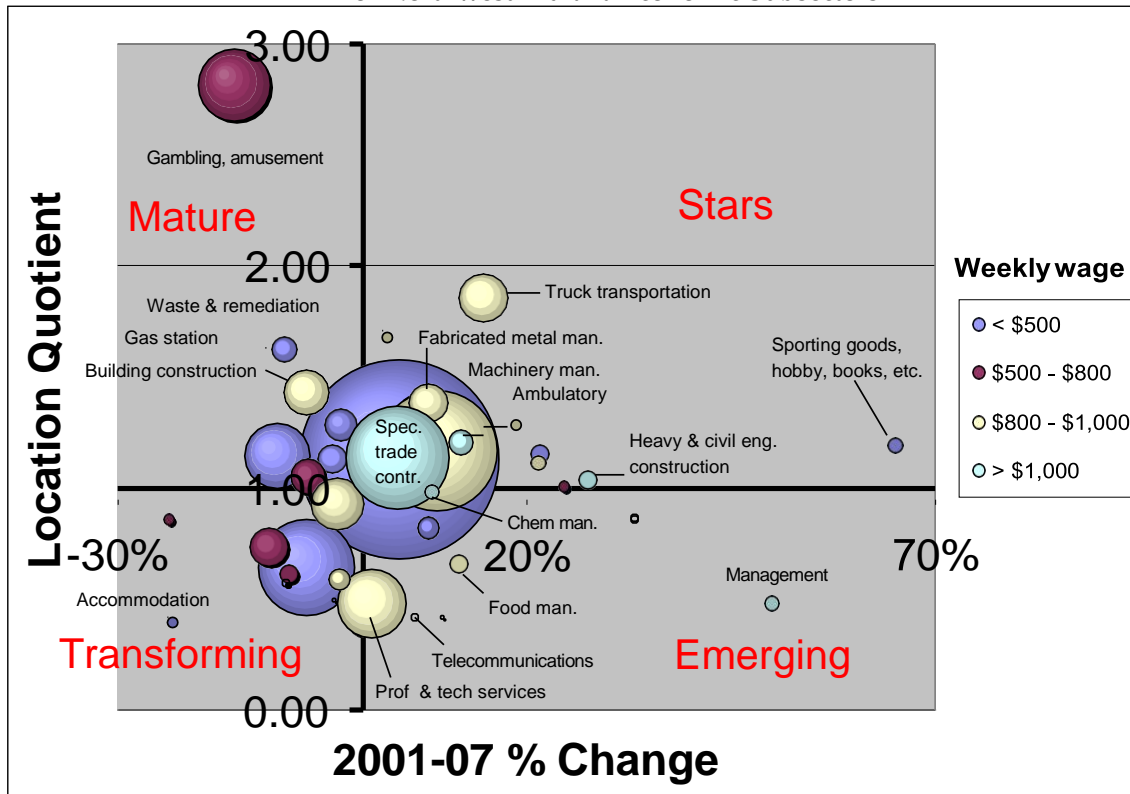 3.00
Gambling, amusement
Mature
Stars
2.00
Waste & remediation
Truck transportation
Gas station
Fabricated metal man.
Building construction
Machinery man.
Ambulatory
Sporting goods,
hobby, books, etc.
Spec.
trade
contr.
Heavy & civil eng.
construction
1.00
Chem man.
-30%
20%
70%
Accommodation
Food man.
Management
Transforming
Telecommunications
Emerging
Prof & tech services
0.00
Location Quotient
2001-07 % Change
Weekly wage
< $500
$500 - $800
$800 - $1,000
> $1,000